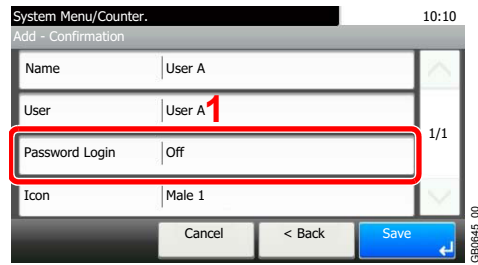 System Menu/Counter.
10:10
Add - Confirmation
Name User A
User User A
1
1/1
Password Login Off
Icon Male 1
Cancel < Back Save
GB0645_00